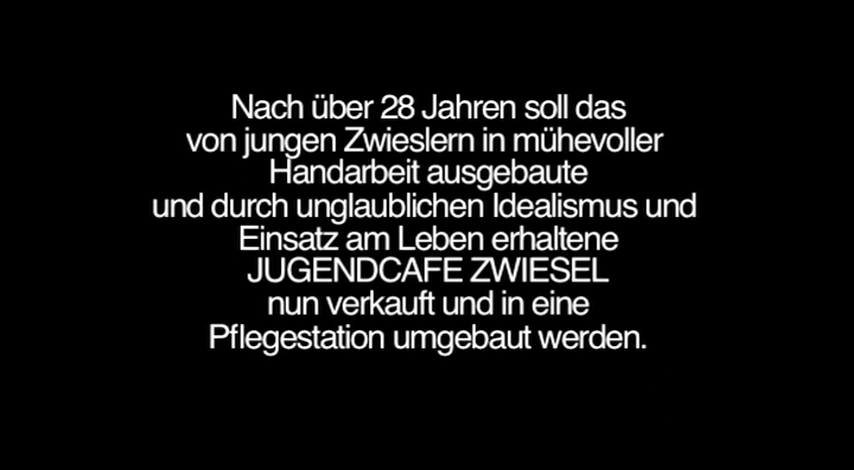 Nach über 28 Jahren soll das
von jungen Zwieslern in mühevoller
Handarbeit ausgebaute
und durch unglaublichen Idealismus und
Einsatz am Leben erhaltene
JUGENDCAFE ZWIESEL
nun verkauft und in eine
Pflegestation umgebaut werden.